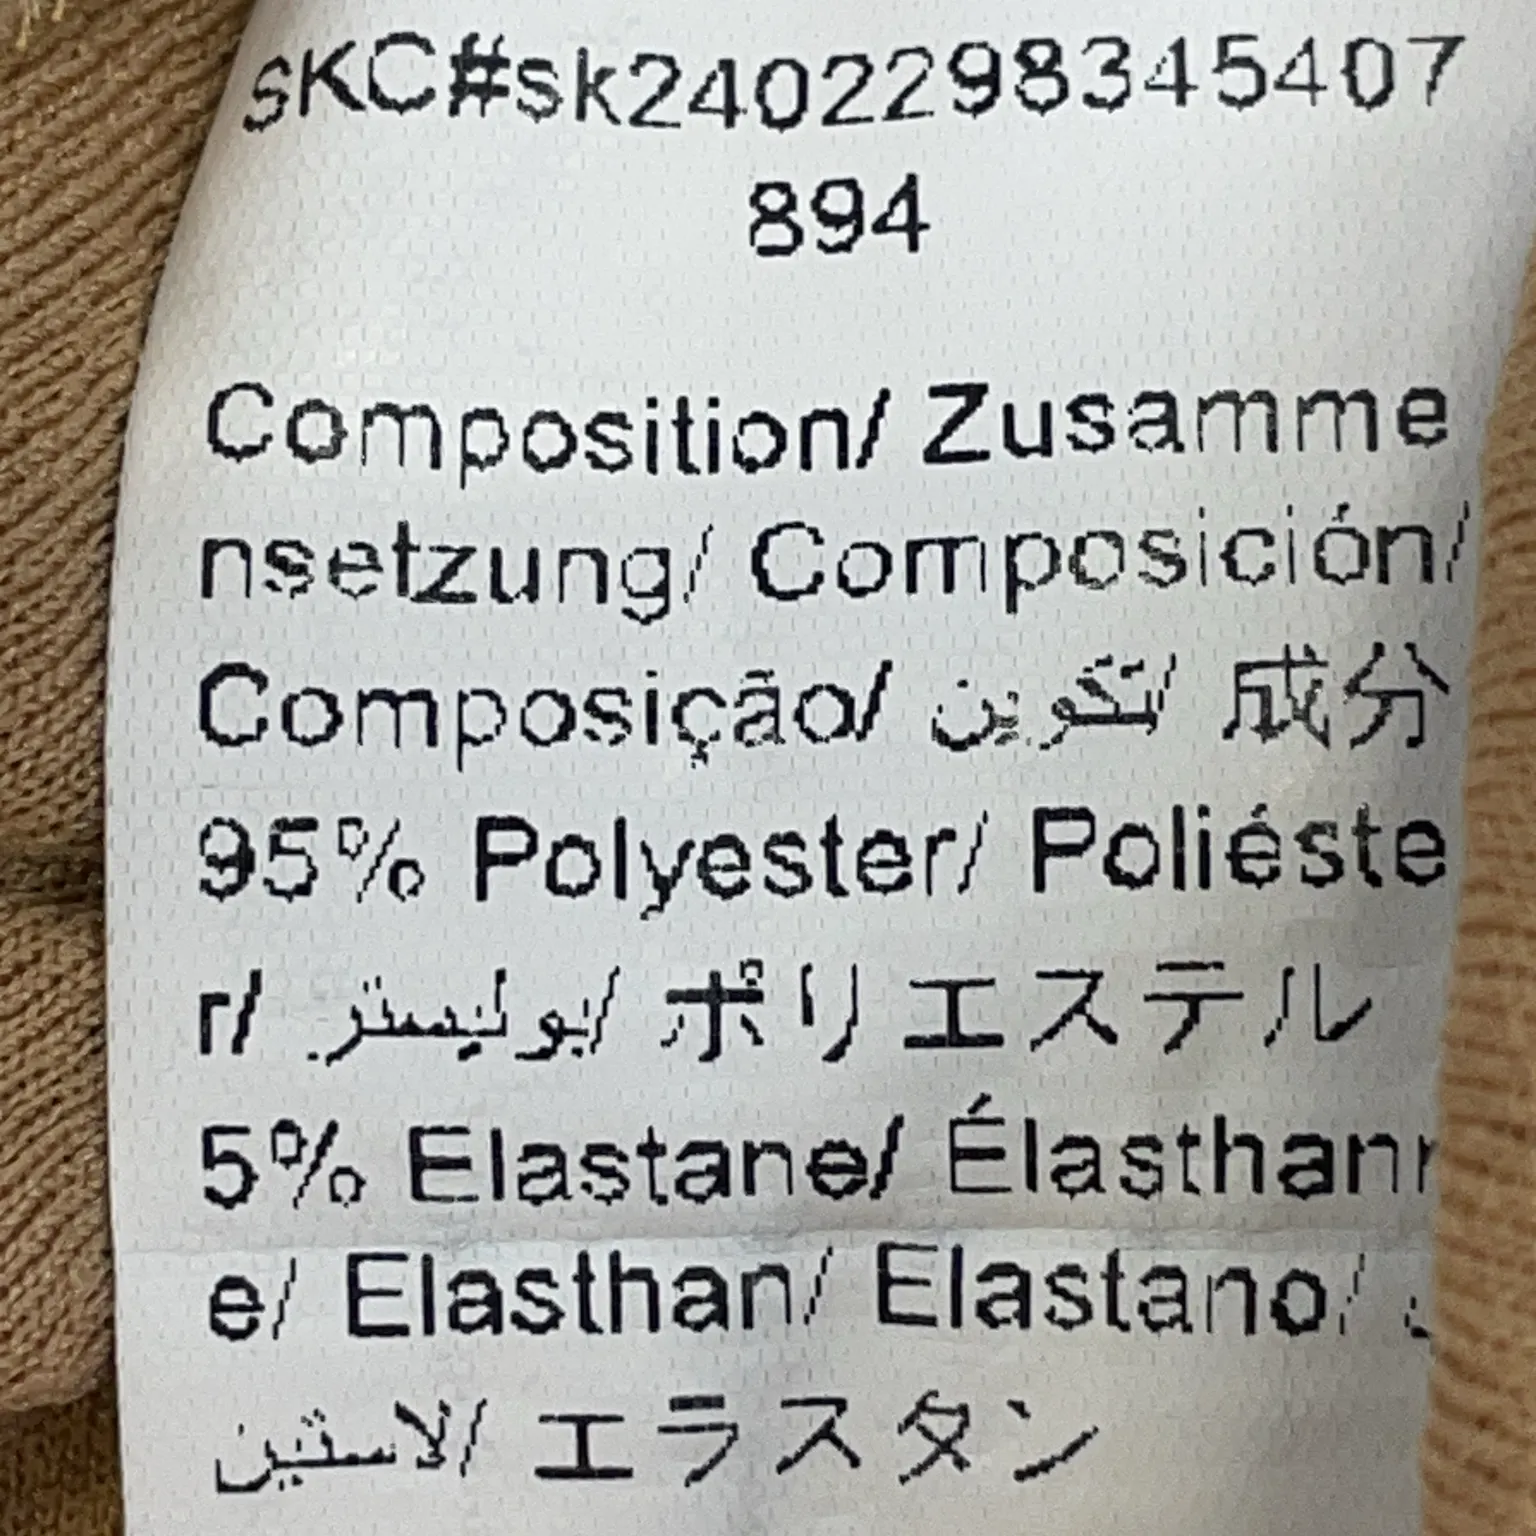 sKC#sk2402298345407
894
Composition/ Zusamme
nsetzung/ Composición/
Composição/ تكوين/ 成分
95% Polyester/ Poliéste
r/ بوليستر/ ポリエステル
5% Elastane/ Élasthann
e/ Elasthan/ Elastano/
الاستين/ エラスタン